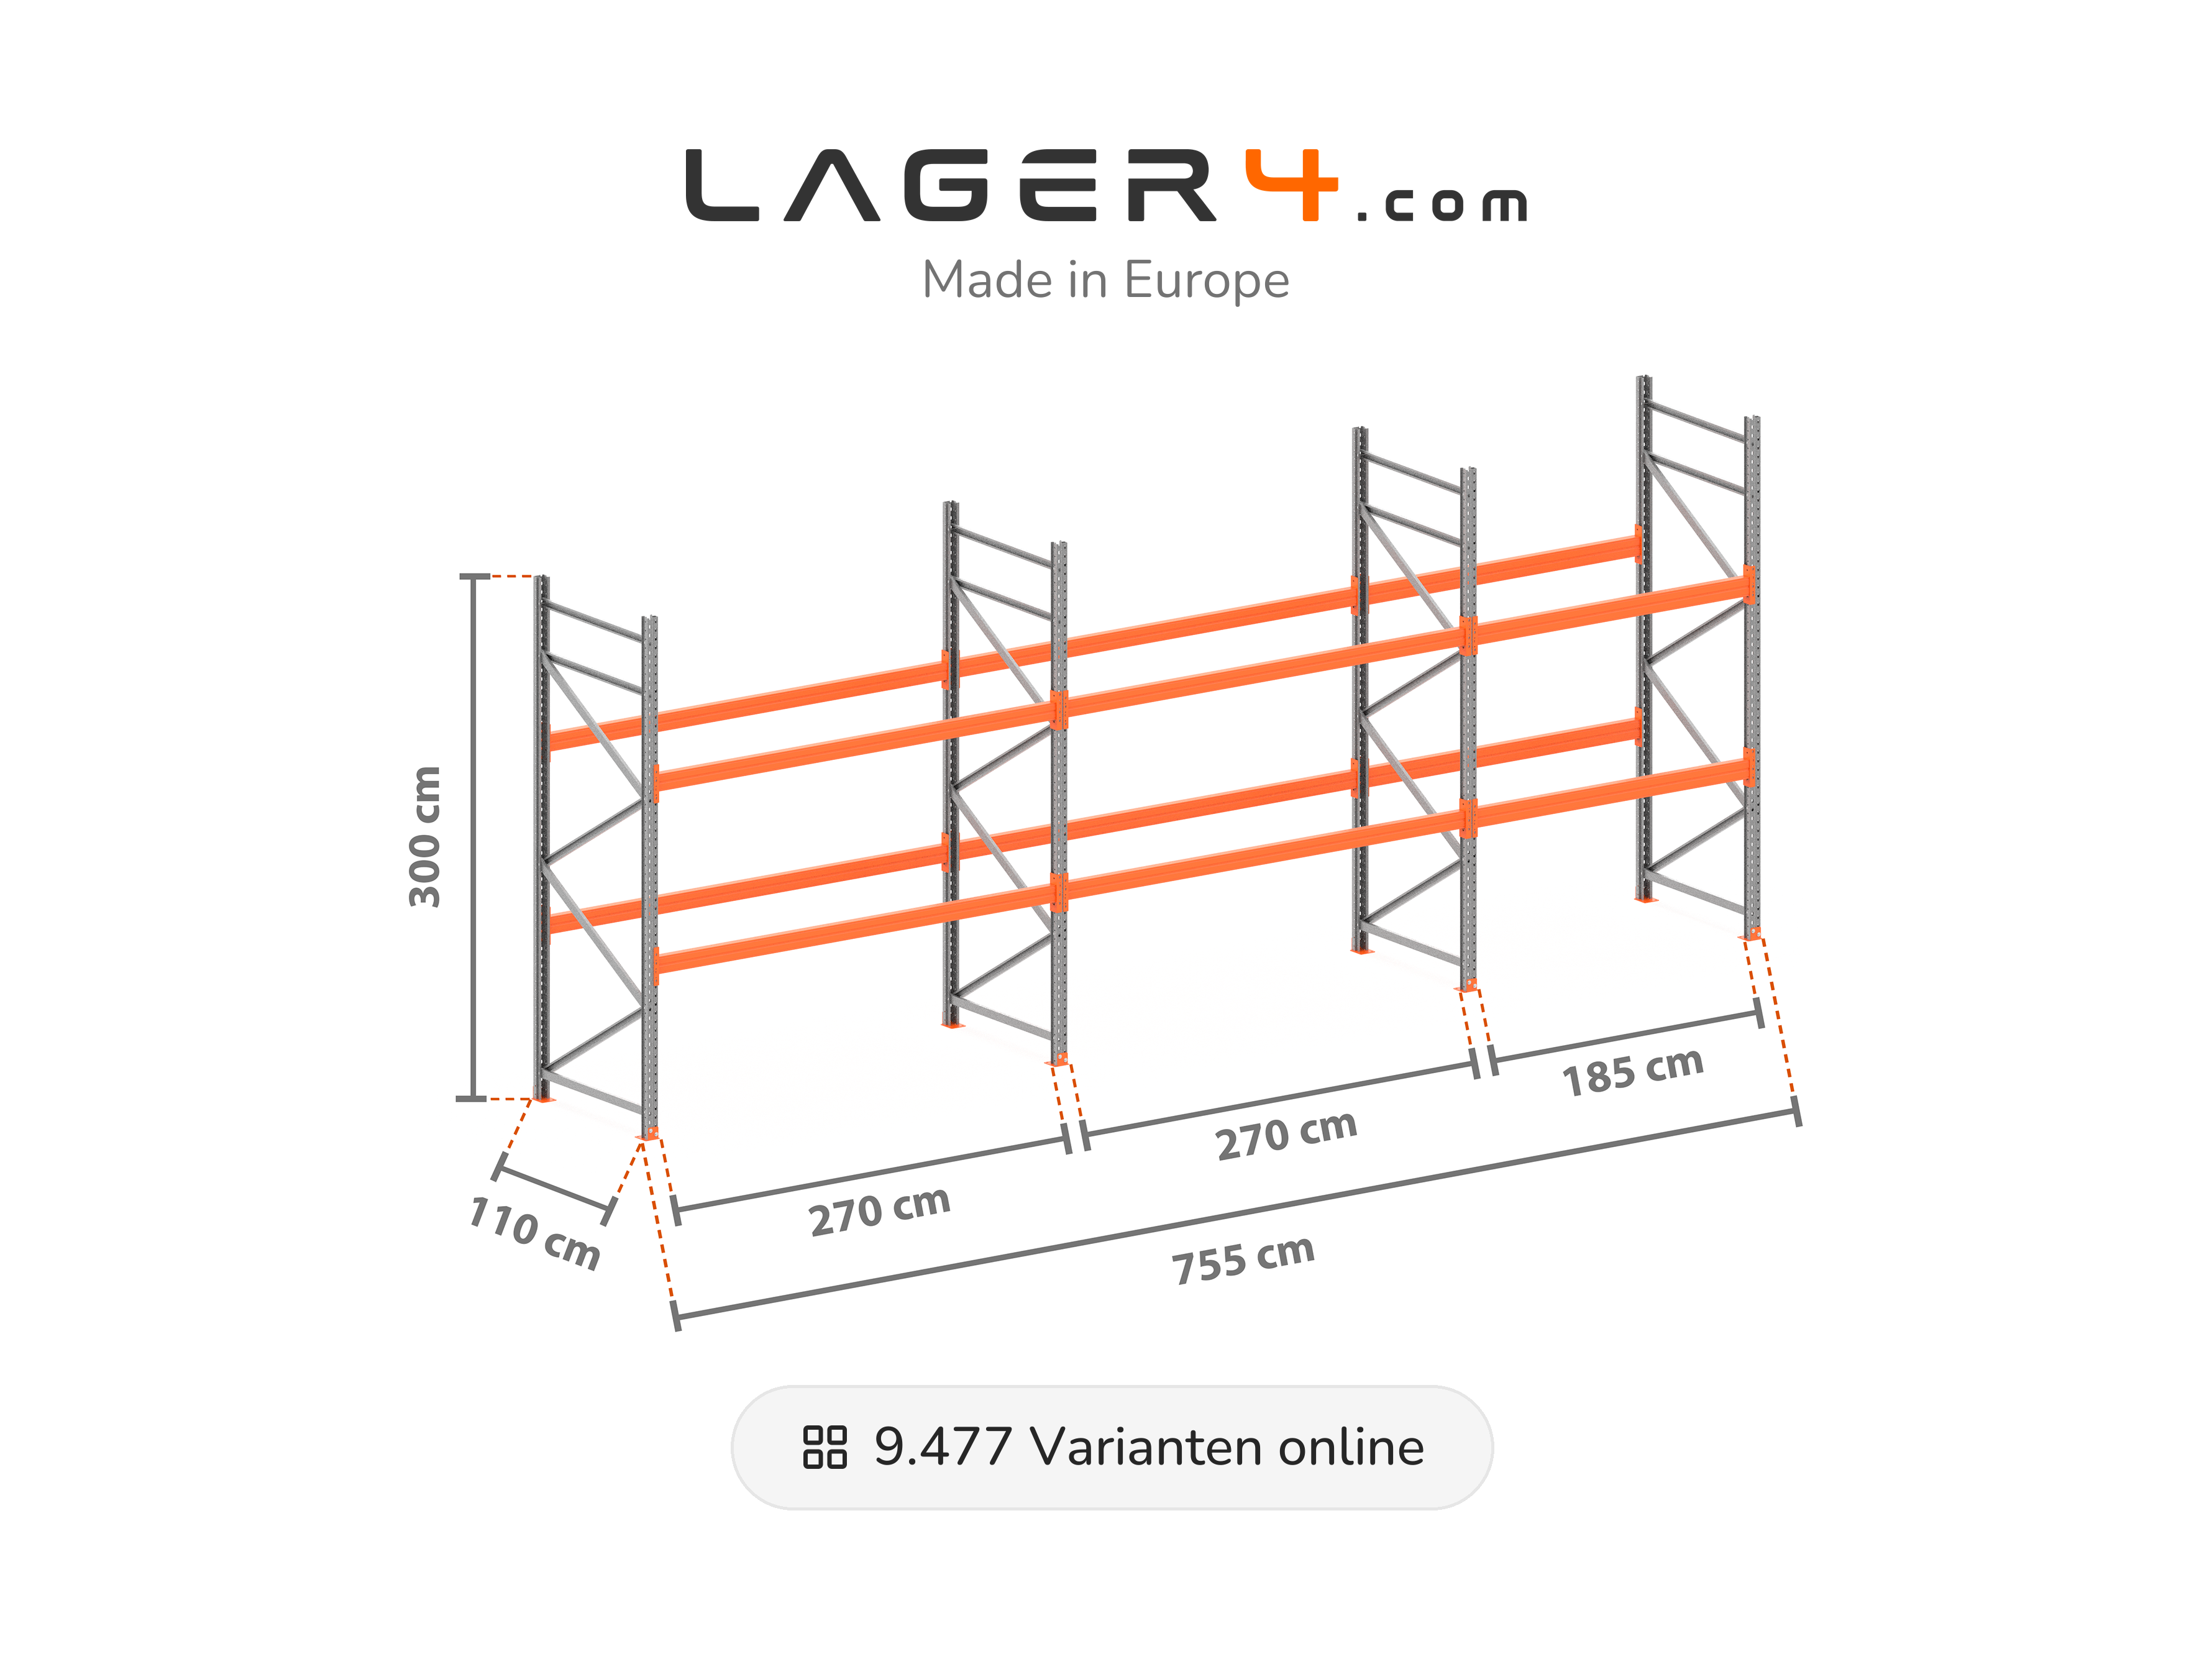 LAGER4.com
Made in Europe
300 cm
110 cm
270 cm
270 cm
185 cm
755 cm
9.477 Varianten online